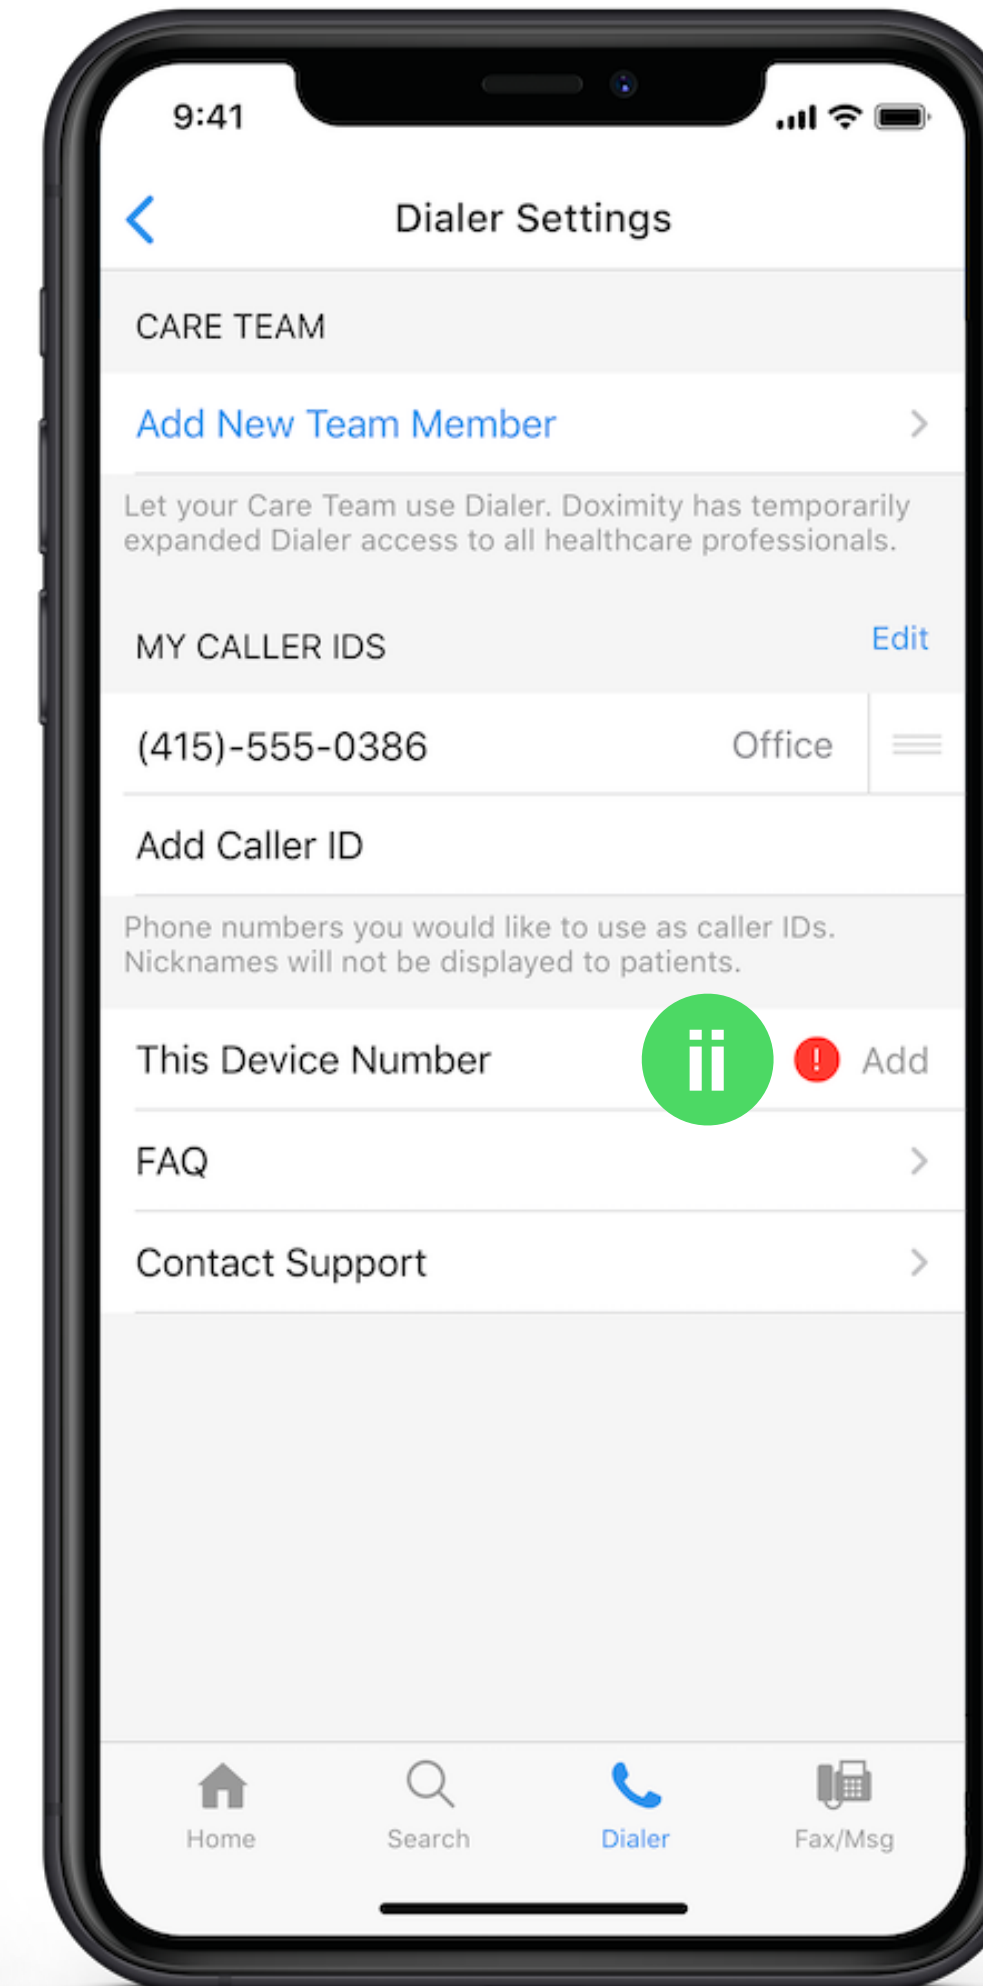 9:41
Dialer Settings
CARE TEAM
Add New Team Member
Let your Care Team use Dialer. Doximity has temporarily
expanded Dialer access to all healthcare professionals.
MY CALLER IDS Edit
(415)-555-0386 Office
Add Caller ID
Phone numbers you would like to use as caller IDs.
Nicknames will not be displayed to patients.
This Device Number ii ! Add
FAQ
Contact Support
Home Search Dialer Fax/Msg